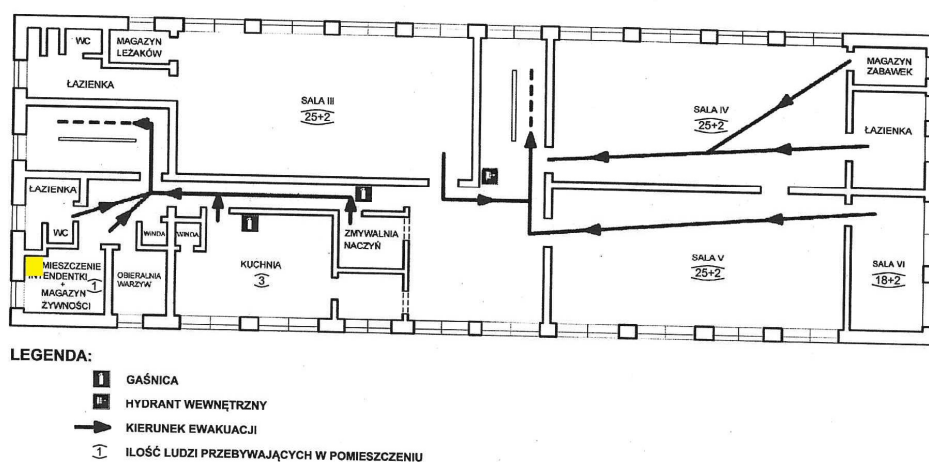 WC
MAGAZYN
LEŻAKÓW
ŁAZIENKA
SALA III
25+2
SALA IV
25+2
MAGAZYN
ZABAWEK
ŁAZIENKA
ŁAZIENKA
WC
WINDA
WINDA
ZMYWALNIA
NACZYŃ
KUCHNIA
3
OBIERALNIA
WARZYW
MIESZCZENIE
INTENDENTKI
+
MAGAZYN
ŻYWNOŚCI
1
SALA V
25+2
SALA VI
18+2
LEGENDA:
GAŚNICA
HYDRANT WEWNĘTRZNY
KIERUNEK EWAKUACJI
1 ILOŚĆ LUDZI PRZEBYWAJĄCYCH W POMIESZCZENIU